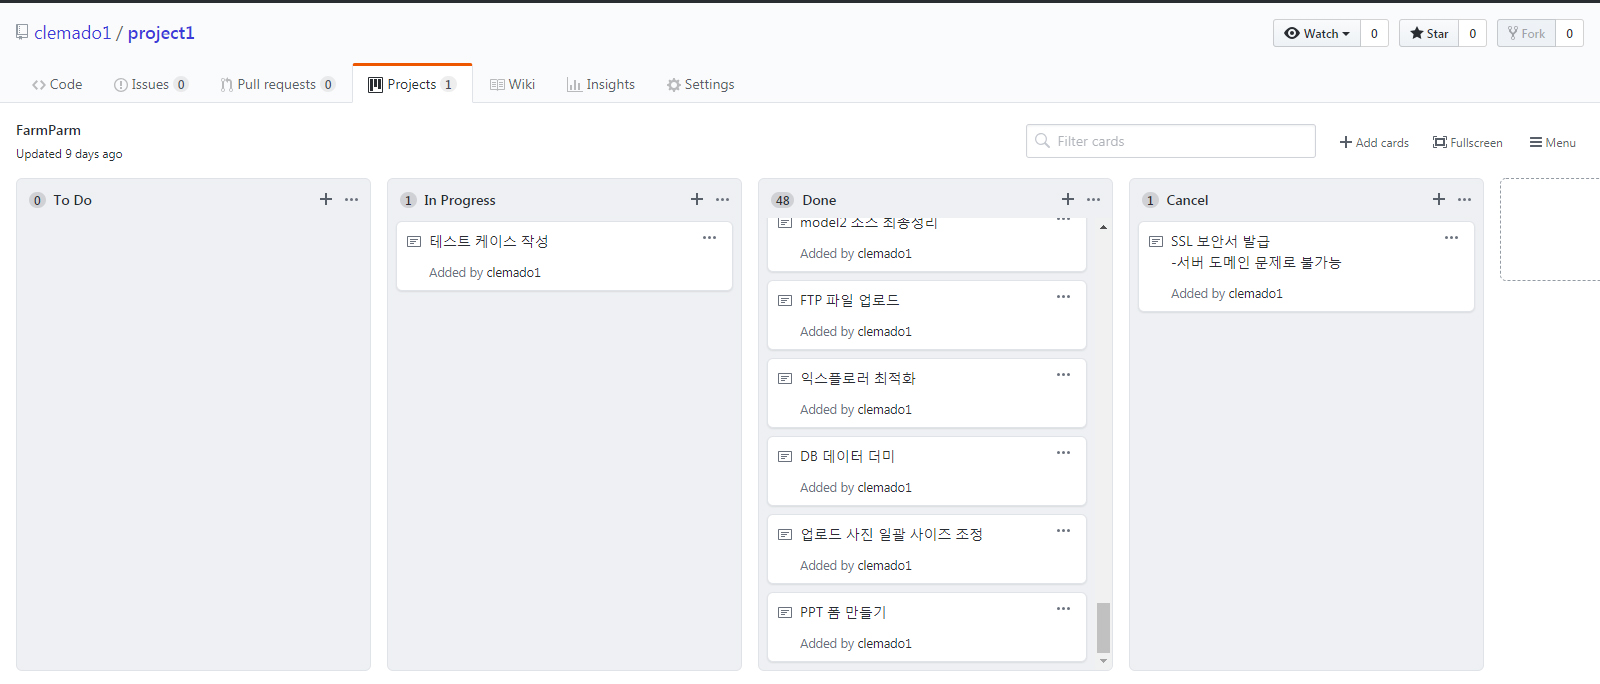 clemado1 / project1
Watch 0 Star 0 Fork 0
Code Issues 0 Pull requests 0 Projects 1 Wiki Insights Settings
FarmParm
Updated 9 days ago
Filter cards
Add cards Fullscreen Menu
0 To Do
1 In Progress
테스트 케이스 작성
Added by clemado1
48 Done
model2 소스 최종정리
Added by clemado1
FTP 파일 업로드
Added by clemado1
익스플로러 최적화
Added by clemado1
DB 데이터 더미
Added by clemado1
업로드 사진 일괄 사이즈 조정
Added by clemado1
PPT 폼 만들기
Added by clemado1
1 Cancel
SSL 보안서 발급
-서버 도메인 문제로 불가능
Added by clemado1